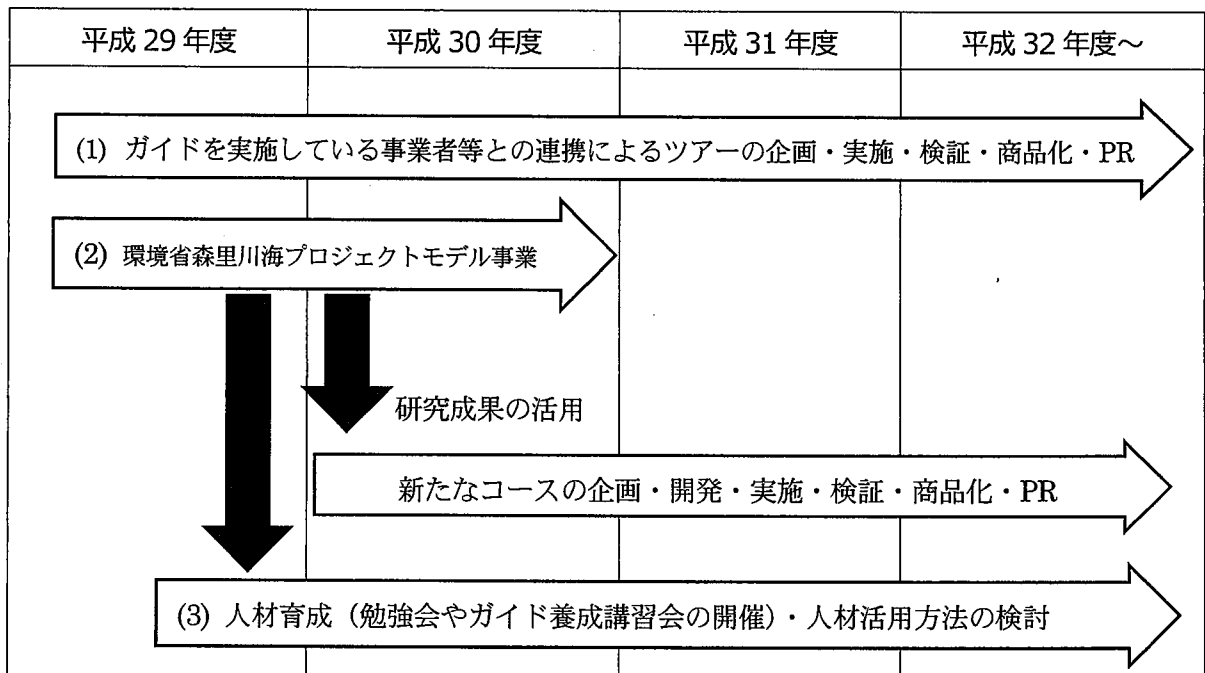 平成 29 年度
平成 30 年度
平成 31 年度
平成 32 年度～
(1) ガイドを実施している事業者等との連携によるツアーの企画・実施・検証・商品化・PR
(2) 環境省森里川海プロジェクトモデル事業
研究成果の活用
新たなコースの企画・開発・実施・検証・商品化・PR
(3) 人材育成（勉強会やガイド養成講習会の開催）・人材活用方法の検討